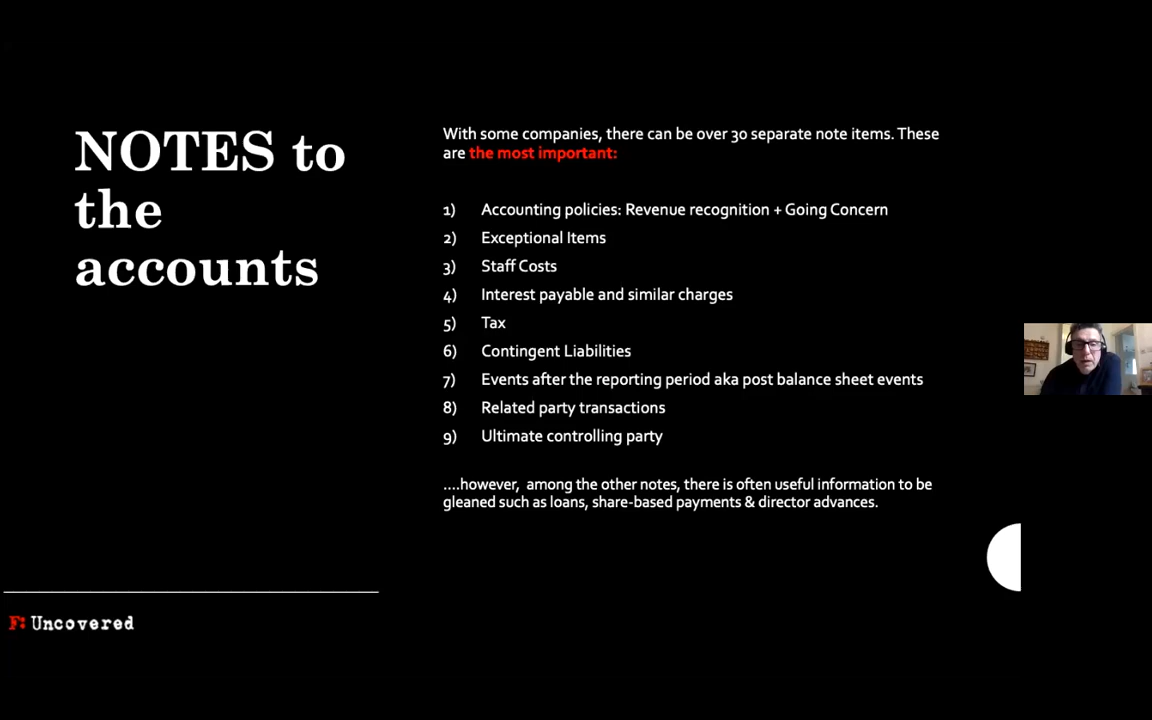 NOTES to
the
accounts
With some companies, there can be over 30 separate note items. These
are the most important:
1) Accounting policies: Revenue recognition + Going Concern
2) Exceptional Items
3) Staff Costs
4) Interest payable and similar charges
5) Tax
6) Contingent Liabilities
7) Events after the reporting period aka post balance sheet events
8) Related party transactions
9) Ultimate controlling party
....however, among the other notes, there is often useful information to be
gleaned such as loans, share-based payments & director advances.
F: Uncovered